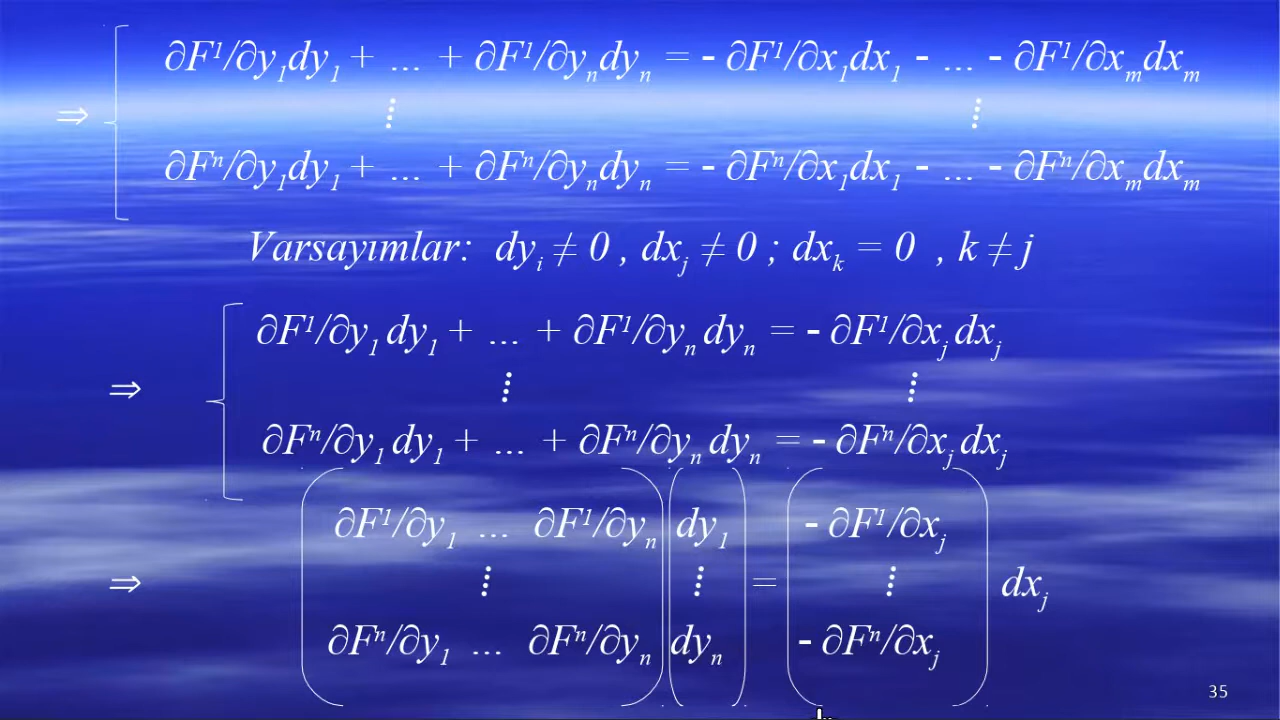 ∂F¹/∂y₁dy₁ + ... + ∂F¹/∂yₙdyₙ = - ∂F¹/∂x₁dx₁ - ... - ∂F¹/∂xₘdxₘ
⇒ ⋮ ⋮
∂Fⁿ/∂y₁dy₁ + ... + ∂Fⁿ/∂yₙdyₙ = - ∂Fⁿ/∂x₁dx₁ - ... - ∂Fⁿ/∂xₘdxₘ
Varsayımlar: dyᵢ ≠ 0 , dxⱼ ≠ 0 ; dxₖ = 0 , k ≠ j
∂F¹/∂y₁ dy₁ + ... + ∂F¹/∂yₙ dyₙ = - ∂F¹/∂xⱼ dxⱼ
⇒ ⋮ ⋮
∂Fⁿ/∂y₁ dy₁ + ... + ∂Fⁿ/∂yₙ dyₙ = - ∂Fⁿ/∂xⱼ dxⱼ
∂F¹/∂y₁ ... ∂F¹/∂yₙ dy₁ - ∂F¹/∂xⱼ
⇒ ⋮ ⋮ = ⋮ dxⱼ
∂Fⁿ/∂y₁ ... ∂Fⁿ/∂yₙ dyₙ - ∂Fⁿ/∂xⱼ
35